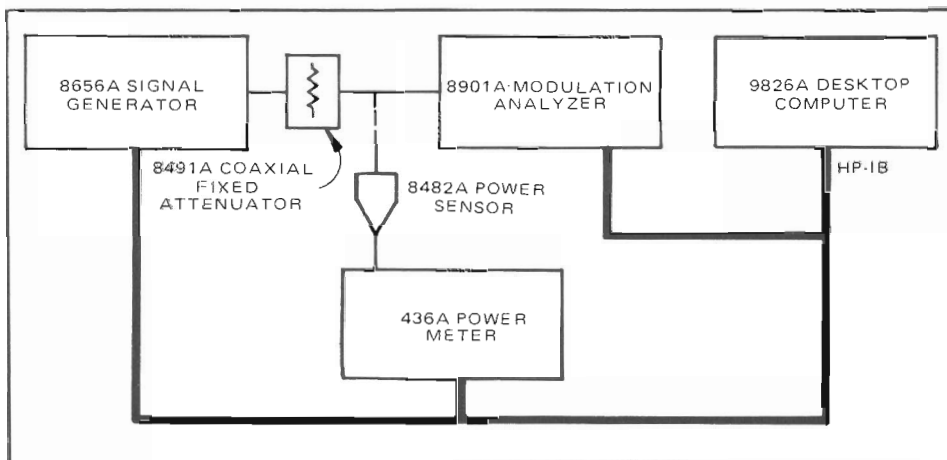 8656A SIGNAL
GENERATOR
8491A COAXIAL
FIXED
ATTENUATOR
8482A POWER
SENSOR
8901A MODULATION
ANALYZER
9826A DESKTOP
COMPUTER
HP-IB
436A POWER
METER